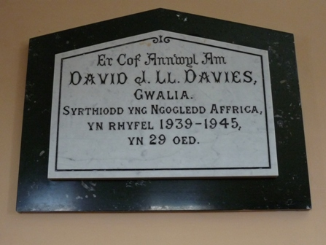 Er Cof Annwyl Am
David J. Ll. Davies,
Gwalia.
Syrthiodd yng Ngogledd Affrica,
yn rhyfel 1939-1945,
yn 29 oed.